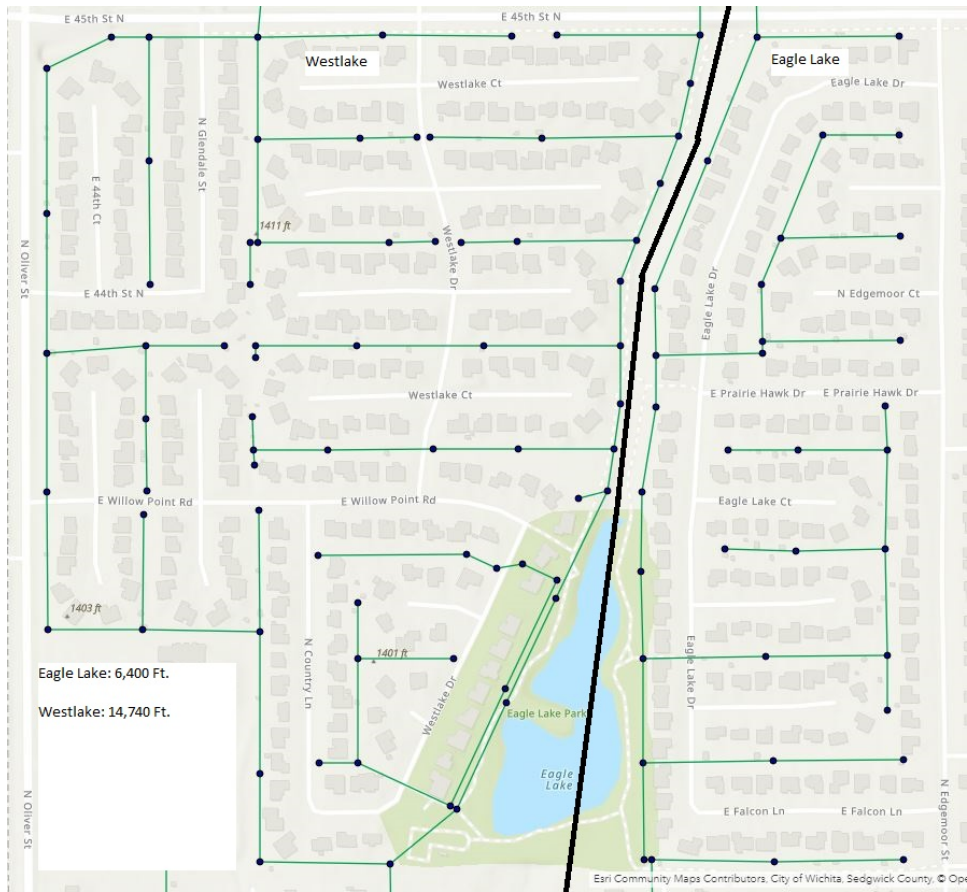 E 45th St N
E 45th St N
Westlake
Eagle Lake
Westlake Ct
Eagle Lake Dr
N Glendale St
E 44th Ct
1411 ft
Westlake Dr
N Oliver St
E 44th St N
Eagle Lake Dr
N Edgemoor Ct
Westlake Ct
E Prairie Hawk Dr
E Prairie Hawk Dr
E Willow Point Rd
E Willow Point Rd
Eagle Lake Ct
1403 ft
N Country Ln
1401 ft
Westlake Dr
Eagle Lake Dr
Eagle Lake: 6,400 Ft.
Westlake: 14,740 Ft.
Eagle Lake Park
Eagle
Lake
N Oliver St
E Falcon Ln
E Falcon Ln
N Edgemoor St
Esri Community Maps Contributors, City of Wichita, Sedgwick County, © Ope